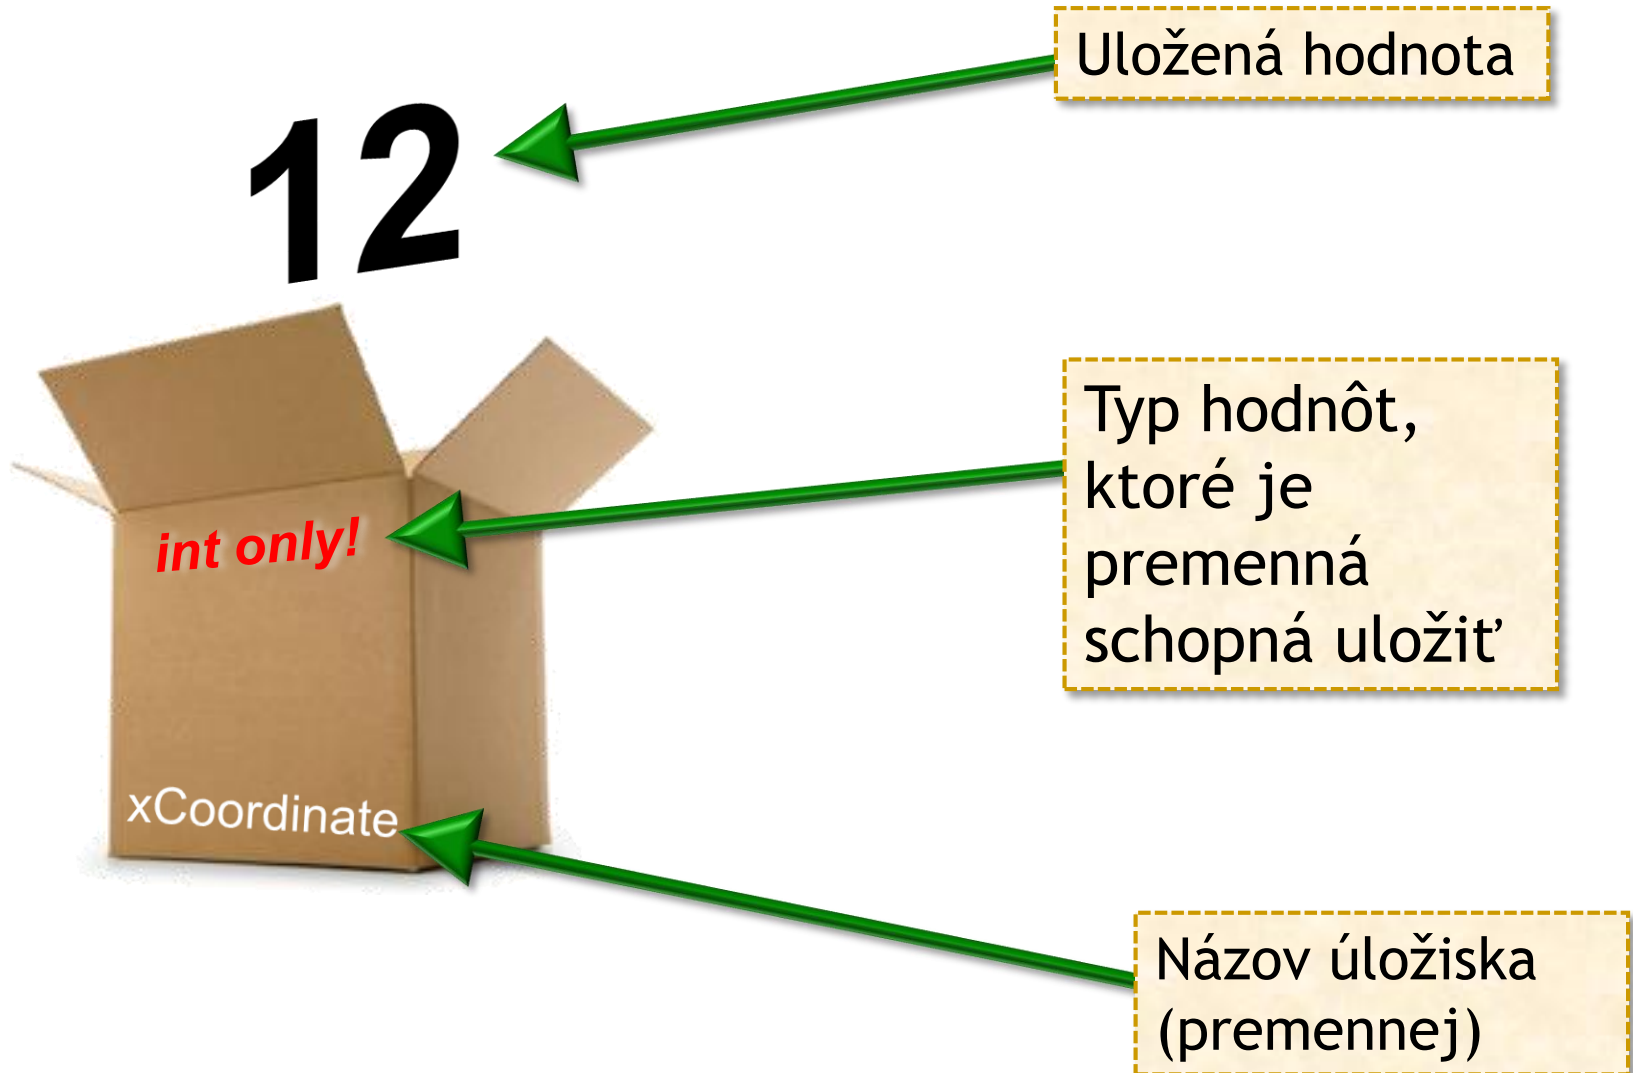 Uložená hodnota
12
Typ hodnôt,
ktoré je
premenná
schopná uložiť
int only!
xCoordinate
Názov úložiska
(premennej)